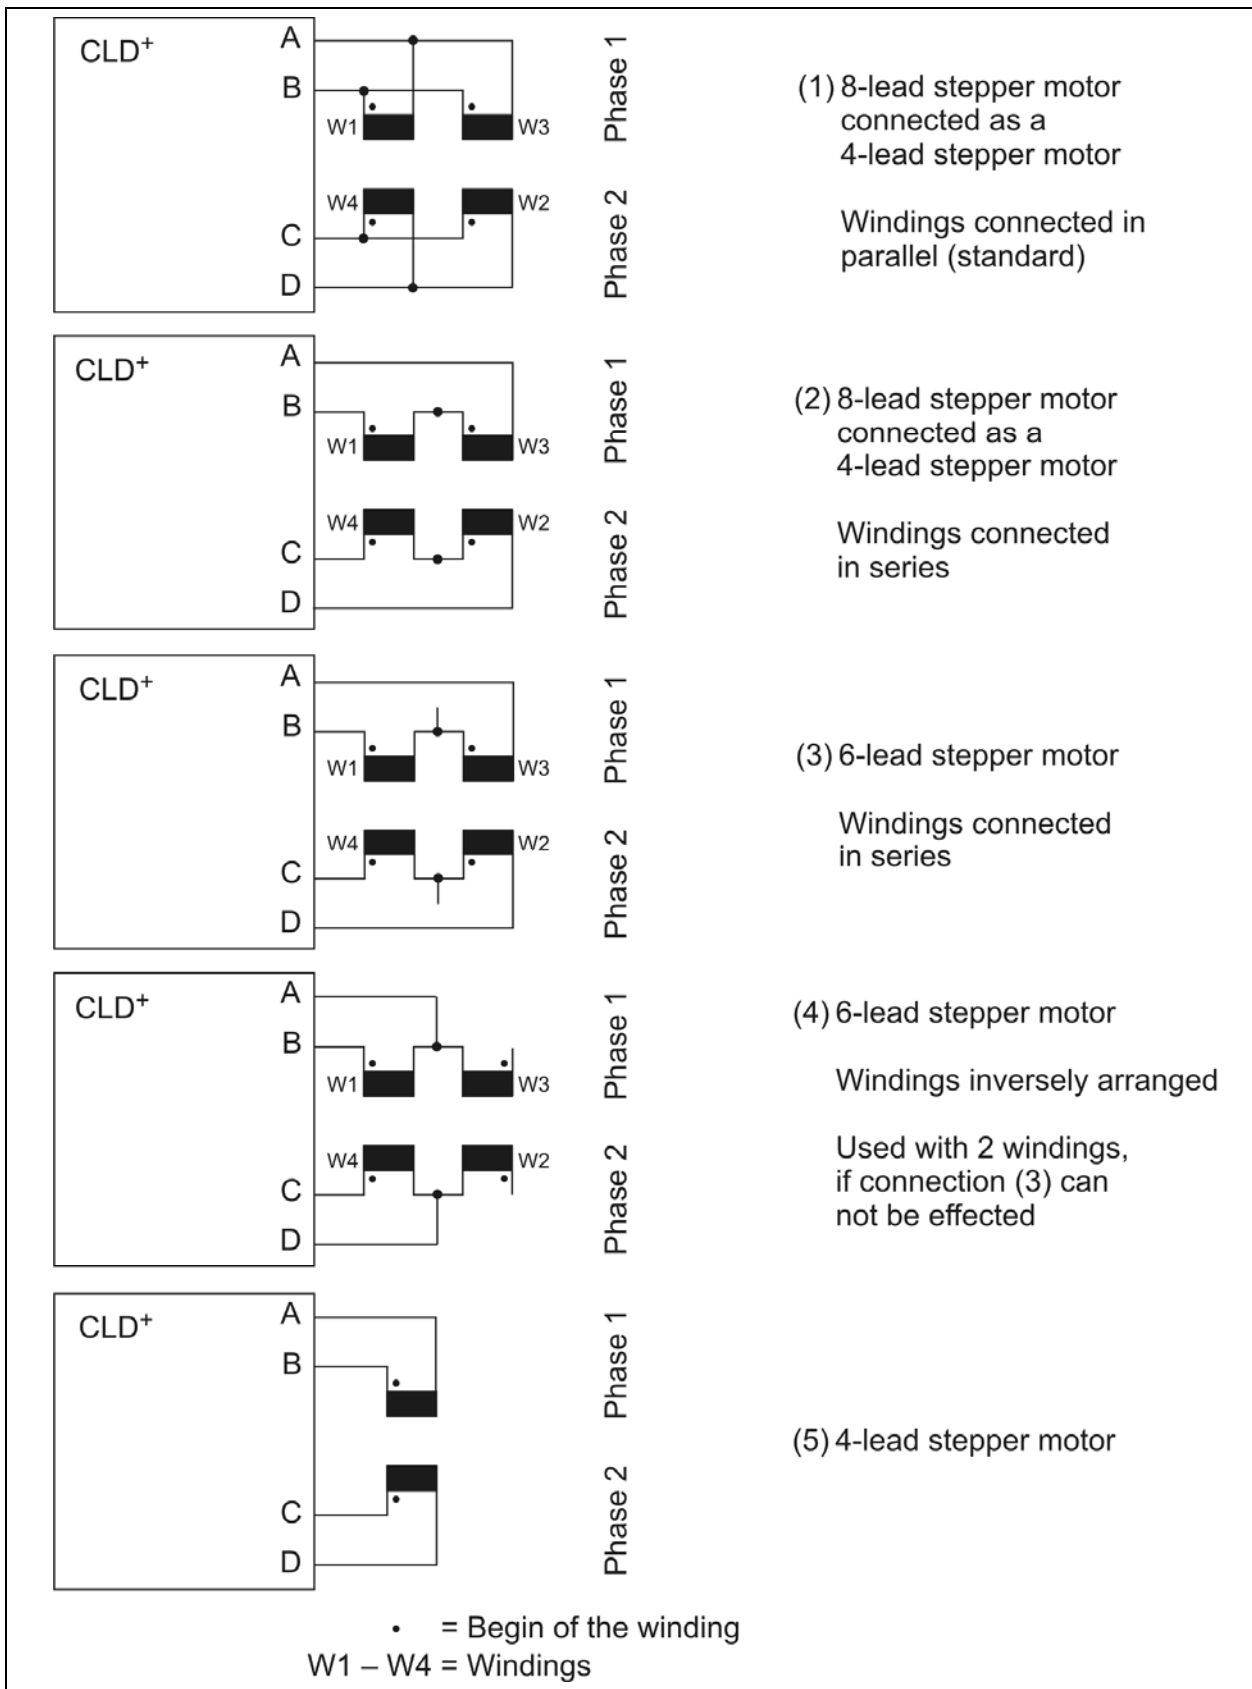 CLD+
A
B
W1
W3
Phase 1
W4
W2
C
D
Phase 2
(1) 8-lead stepper motor
connected as a
4-lead stepper motor
Windings connected in
parallel (standard)
CLD+
A
B
W1
W3
Phase 1
W4
W2
C
D
Phase 2
(2) 8-lead stepper motor
connected as a
4-lead stepper motor
Windings connected
in series
CLD+
A
B
W1
W3
Phase 1
W4
W2
C
D
Phase 2
(3) 6-lead stepper motor
Windings connected
in series
CLD+
A
B
W1
W3
Phase 1
W4
W2
C
D
Phase 2
(4) 6-lead stepper motor
Windings inversely arranged
Used with 2 windings,
if connection (3) can
not be effected
CLD+
A
B
Phase 1
C
D
Phase 2
(5) 4-lead stepper motor
• = Begin of the winding
W1 – W4 = Windings